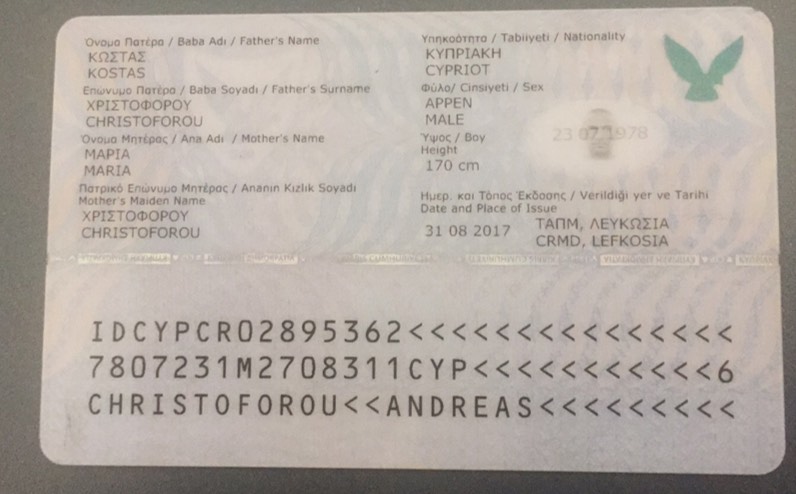 Όνομα Πατέρα / Baba Adı / Father's Name
ΚΩΣΤΑΣ
KOSTAS
Επώνυμο Πατέρα / Baba Soyadı / Father's Surname
ΧΡΙΣΤΟΦΟΡΟΥ
CHRISTOFOROU
Όνομα Μητέρας / Ana Adı / Mother's Name
ΜΑΡΙΑ
MARIA
Πατρικό Επώνυμο Μητέρας / Ananın Kızlık Soyadı
Mother's Maiden Name
ΧΡΙΣΤΟΦΟΡΟΥ
CHRISTOFOROU
Υπηκοότητα / Tabiiyeti / Nationality
ΚΥΠΡΙΑΚΗ
CYPRIOT
Φύλο/ Cinsiyeti / Sex
ΑΡΡΕΝ
MALE
Ύψος / Boy
Height
170 cm
23 07 1978
Ημερ. και Τόπος Έκδοσης / Verildiği yer ve Tarihi
Date and Place of Issue
31 08 2017
ΤΑΠΜ, ΛΕΥΚΩΣΙΑ
CRMD, LEFKOSIA
IDCYPCR02895362<<<<<<<<<<<<<<<
7807231M2708311CYP<<<<<<<<<<<6
CHRISTOFOROU<<ANDREAS<<<<<<<<<